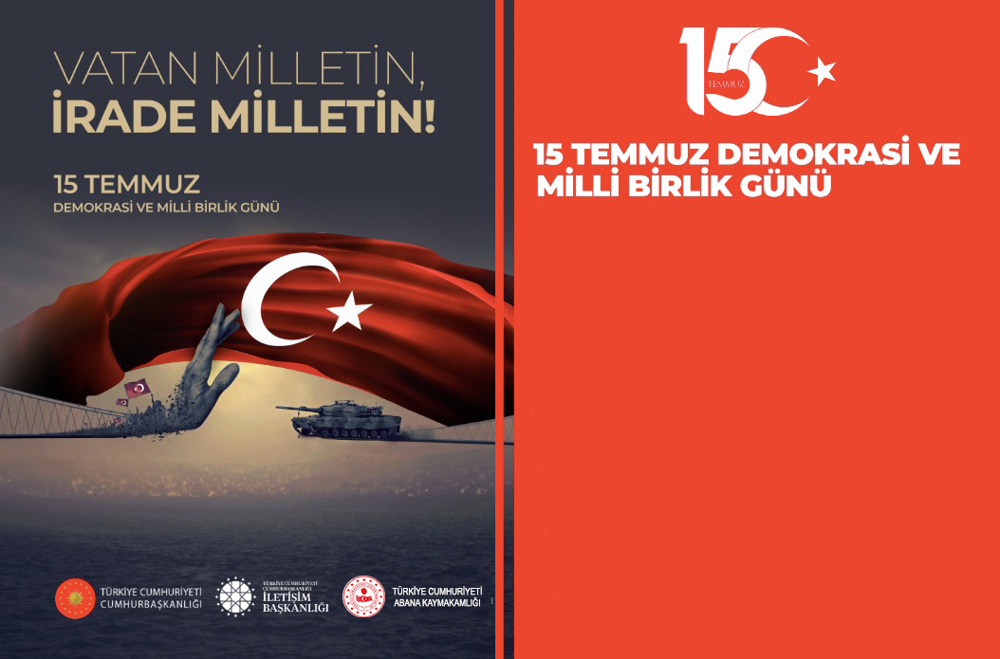 VATAN MİLLETİN,
İRADE MİLLETİN!
15 TEMMUZ
DEMOKRASİ VE MİLLİ BİRLİK GÜNÜ
TÜRKİYE CUMHURİYETİ
CUMHURBAŞKANLIĞI
TÜRKİYE CUMHURİYETİ
CUMHURBAŞKANLIĞI
İLETİŞİM
BAŞKANLIĞI
TÜRKİYE CUMHURİYETİ
ABANA KAYMAKAMLIĞI
15
TEMMUZ
15 TEMMUZ DEMOKRASİ VE
MİLLİ BİRLİK GÜNÜ